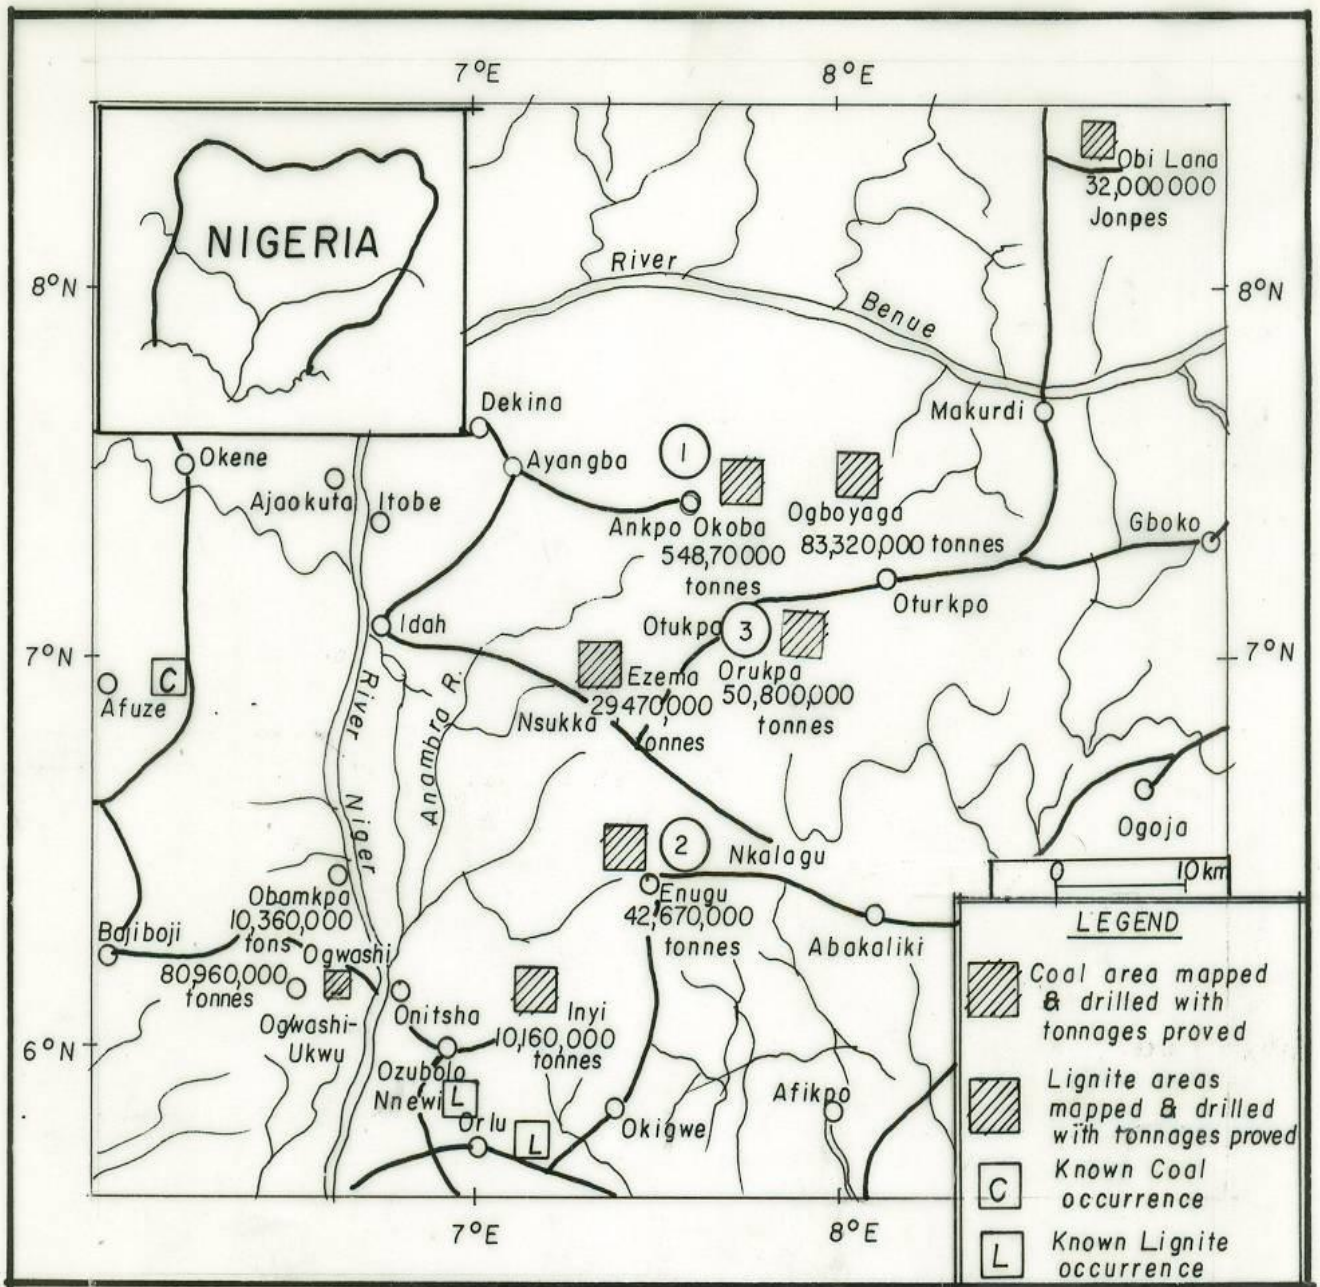 7°E
8°E
NIGERIA
Obi Lana
32,000000
Jonpes
8°N
8°N
River
Benue
Dekina
Makurdi
Okene
Ayangba
1
Ajaokuta
Itobe
Ankpo
Okoba
548,70000
tonnes
Ogboyaga
83,320,000 tonnes
Gboko
Oturkpo
Idah
Otukpa
3
7°N
7°N
C
Afuze
River
Niger
Anambra R.
Ezema
29470,000
tonnes
Orukpa
50,800,000
tonnes
Nsukka
Ogoja
2
Nkalagu
0
10km
Enugu
42,670,000
tonnes
Abakaliki
Obamkpa
10,360,000
tons
Bojiboji
Ogwashi
80,960,000
tonnes
Ogwashi-
Ukwu
Onitsha
Inyi
10,160,000
tonnes
6°N
Ozubolo
Nnewi
L
Orlu
L
Okigwe
Afikpo
7°E
8°E
LEGEND
Coal area mapped
& drilled with
tonnages proved
Lignite areas
mapped & drilled
with tonnages proved
C
Known Coal
occurrence
L
Known Lignite
occurrence